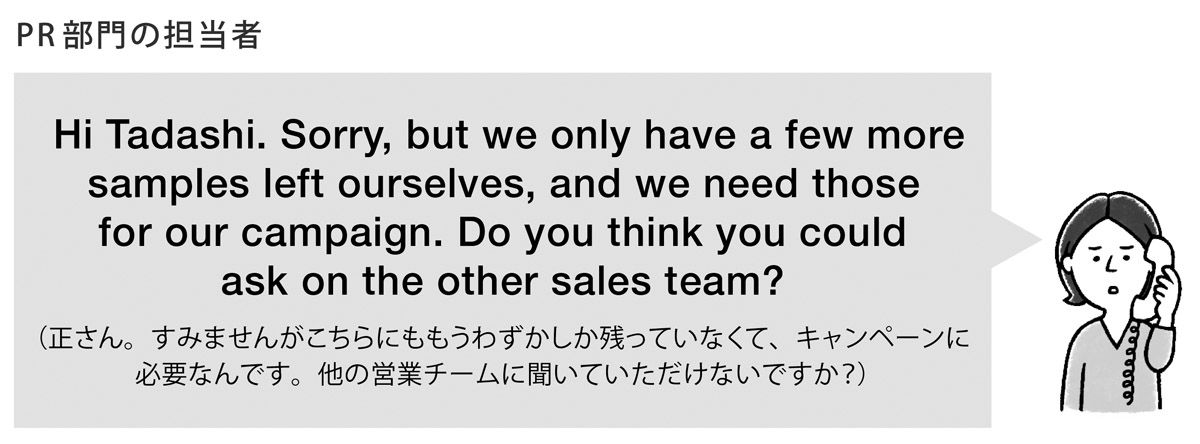 PR部門の担当者
Hi Tadashi. Sorry, but we only have a few more
samples left ourselves, and we need those
for our campaign. Do you think you could
ask on the other sales team?
（正さん。すみませんがこちらにももうわずかしか残っていなくて、キャンペーンに
必要なんです。他の営業チームに聞いていただけないですか？）